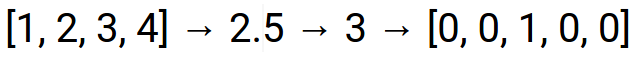 [1, 2, 3, 4] → 2.5 → 3 → [0, 0, 1, 0, 0]